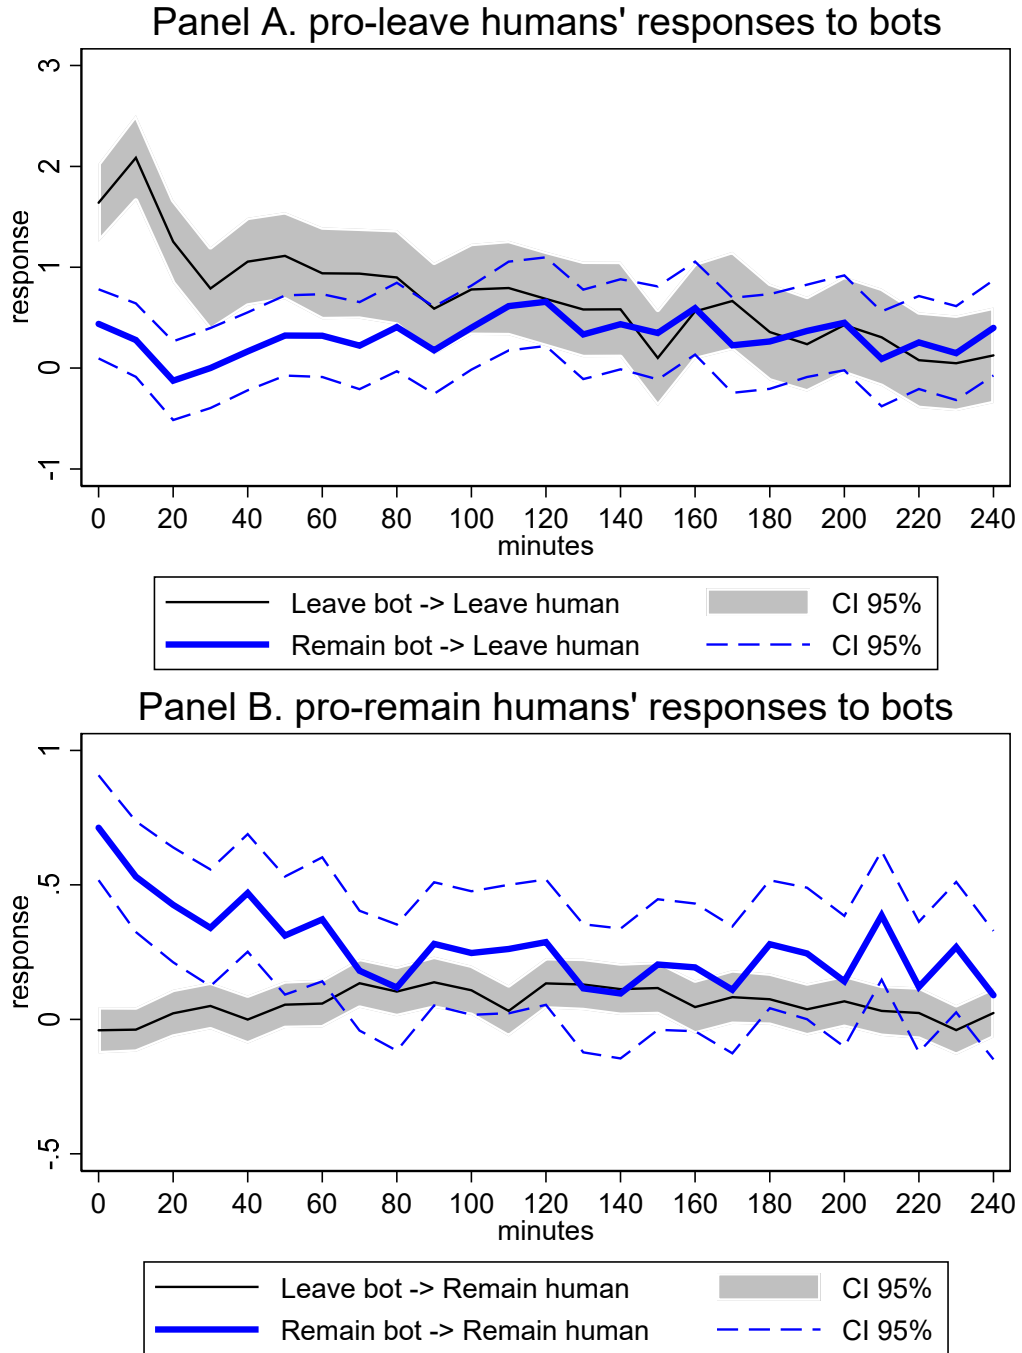 Panel A. pro-leave humans' responses to bots
3
2
1
0
-1
response
0 20 40 60 80 100 120 140 160 180 200 220 240
minutes
Leave bot -> Leave human CI 95%
Remain bot -> Leave human CI 95%
Panel B. pro-remain humans' responses to bots
1
.5
0
-.5
response
0 20 40 60 80 100 120 140 160 180 200 220 240
minutes
Leave bot -> Remain human CI 95%
Remain bot -> Remain human CI 95%